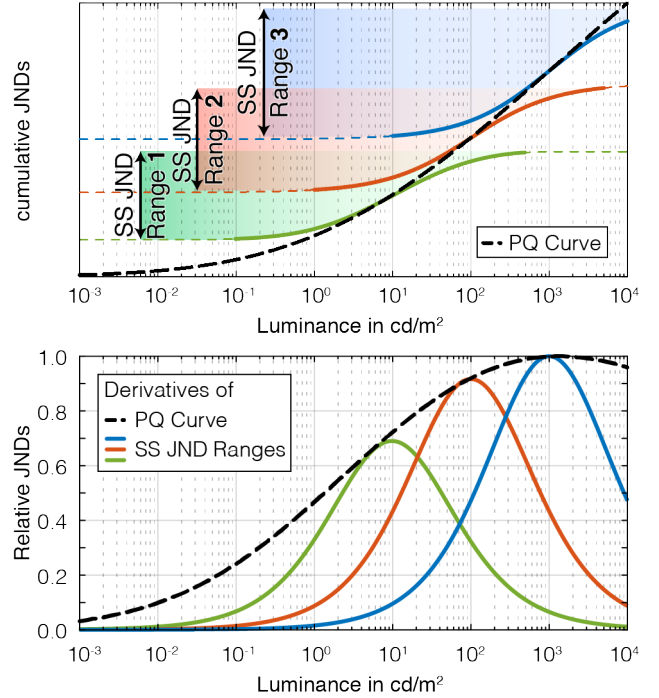 cumulative JNDs
SS JND
Range 1
SS JND
Range 2
SS JND
Range 3
PQ Curve
10⁻³ 10⁻² 10⁻¹ 10⁰ 10¹ 10² 10³ 10⁴
Luminance in cd/m²
Relative JNDs
1.0
0.8
0.6
0.4
0.2
0.0
Derivatives of
PQ Curve
SS JND Ranges
10⁻³ 10⁻² 10⁻¹ 10⁰ 10¹ 10² 10³ 10⁴
Luminance in cd/m²